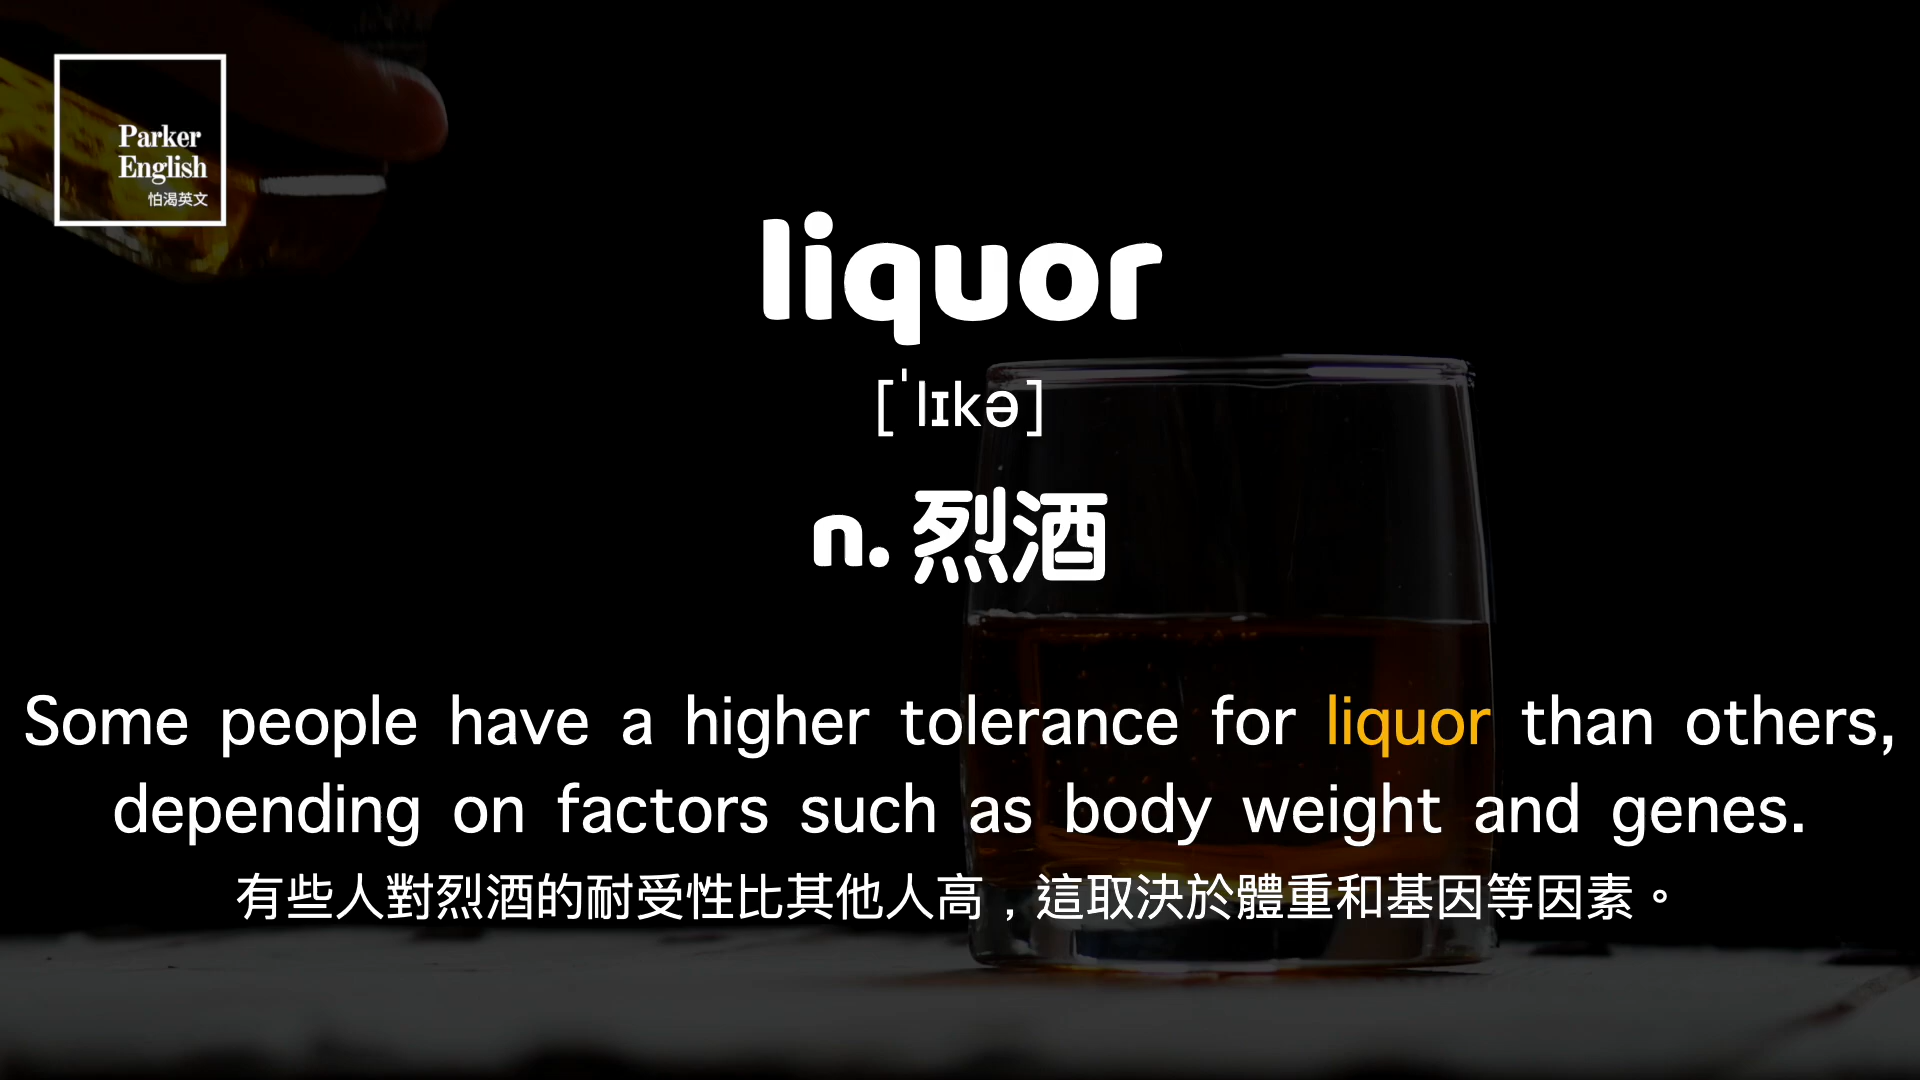 Parker
English
怕渴英文
liquor
[ˈlɪkə]
n. 烈酒
Some people have a higher tolerance for liquor than others,
depending on factors such as body weight and genes.
有些人對烈酒的耐受性比其他人高，這取決於體重和基因等因素。